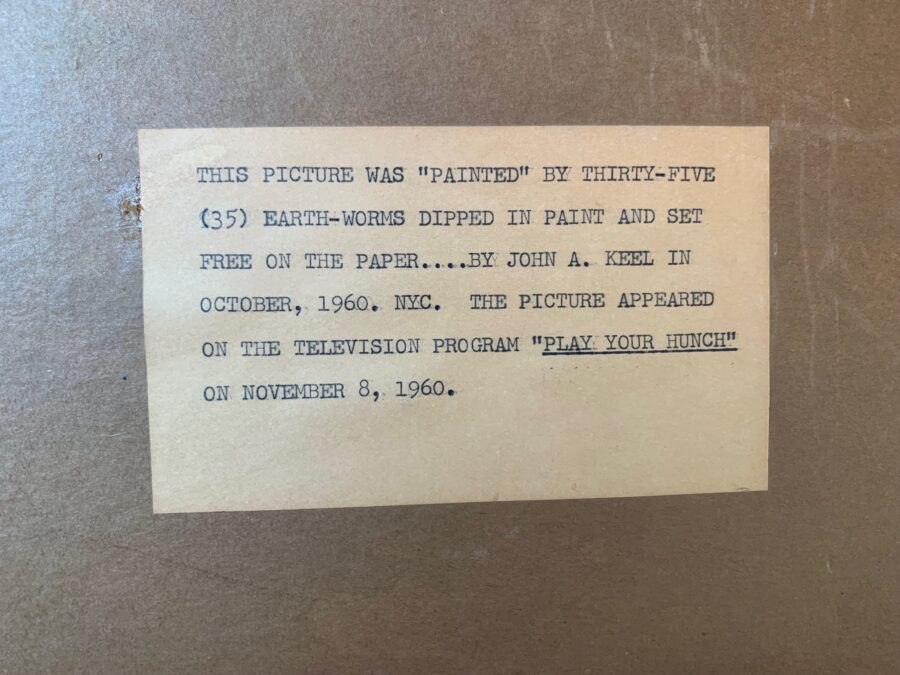 THIS PICTURE WAS "PAINTED" BY THIRTY-FIVE
(35) EARTH-WORMS DIPPED IN PAINT AND SET
FREE ON THE PAPER....BY JOHN A. KEEL IN
OCTOBER, 1960. NYC.  THE PICTURE APPEARED
ON THE TELEVISION PROGRAM "PLAY YOUR HUNCH"
ON NOVEMBER 8, 1960.